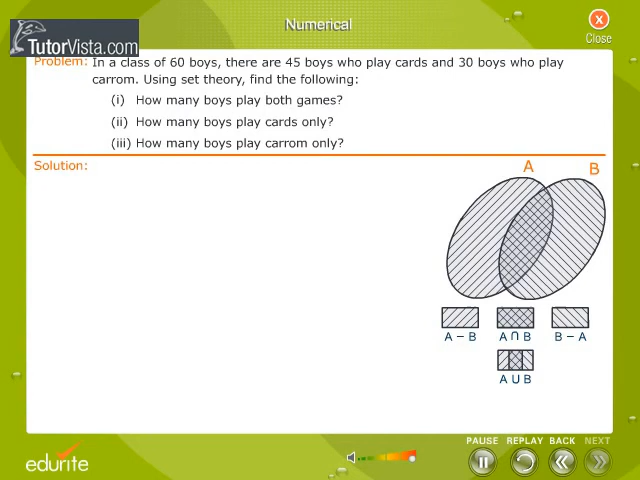 Numerical
Close
TutorVista.com
Problem: In a class of 60 boys, there are 45 boys who play cards and 30 boys who play
carrom. Using set theory, find the following:
(i) How many boys play both games?
(ii) How many boys play cards only?
(iii) How many boys play carrom only?
Solution:
A
B
A – B
A ∩ B
B – A
A ∪ B
PAUSE REPLAY BACK NEXT
edurite